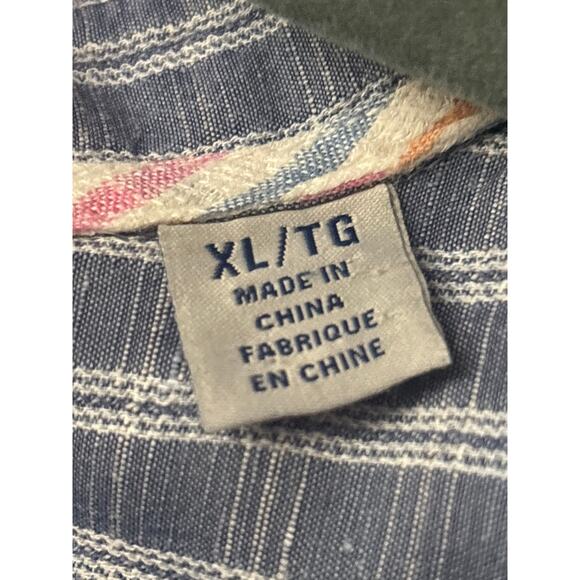 XL/TG
MADE IN
CHINA
FABRIQUE
EN CHINE